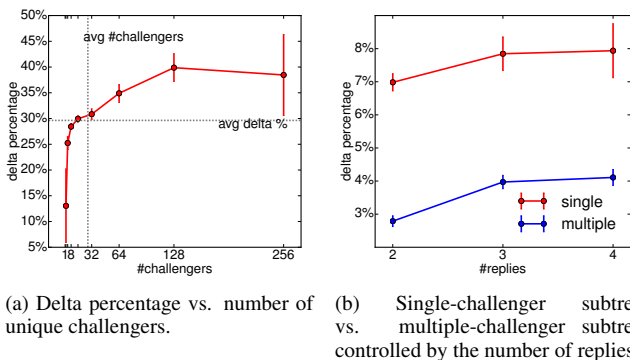 50%
45%
40%
35%
30%
25%
20%
15%
10%
5%
delta percentage
avg #challengers
avg delta %
1 8 32 64 128 256
#challengers
8%
7%
6%
5%
4%
3%
delta percentage
single
multiple
2 3 4
#replies
(a) Delta percentage vs. number of
unique challengers.
(b) Single-challenger subtre
vs. multiple-challenger subtre
controlled by the number of replies